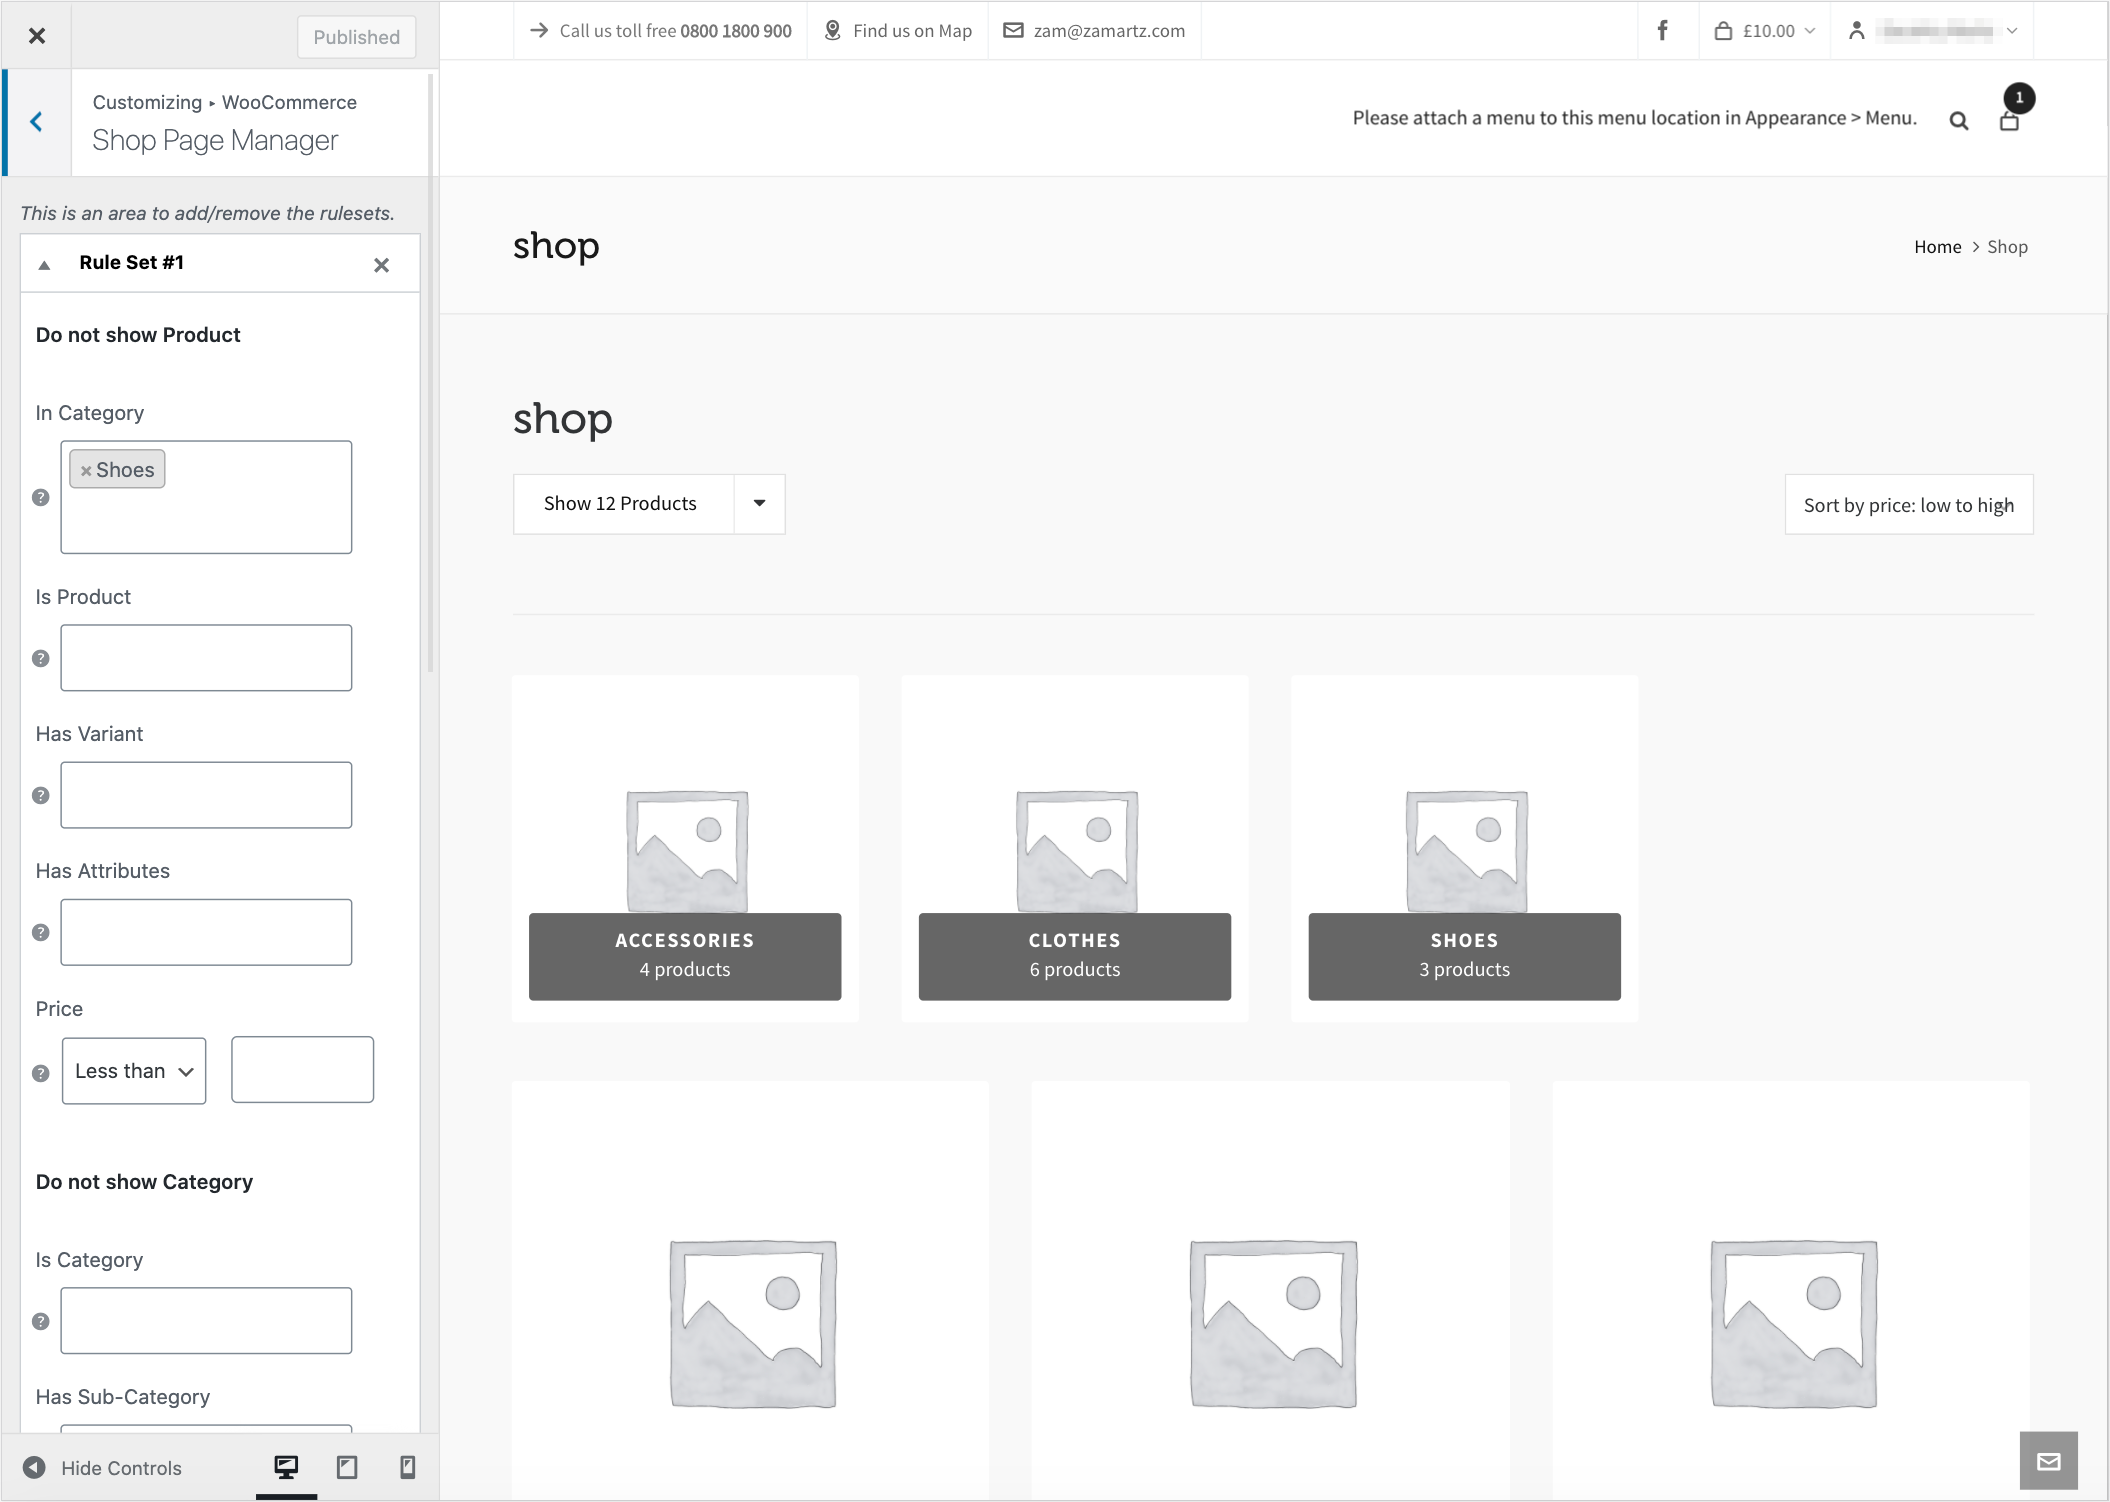 Published
Customizing ▸ WooCommerce
Shop Page Manager
This is an area to add/remove the rulesets.
Rule Set #1
Do not show Product
In Category
× Shoes
Is Product
Has Variant
Has Attributes
Price
Less than
Do not show Category
Is Category
Has Sub-Category
Hide Controls
Call us toll free 0800 1800 900
Find us on Map
zam@zamartz.com
£10.00
Please attach a menu to this menu location in Appearance > Menu.
1
shop
Home > Shop
shop
Show 12 Products
Sort by price: low to high
ACCESSORIES
4 products
CLOTHES
6 products
SHOES
3 products